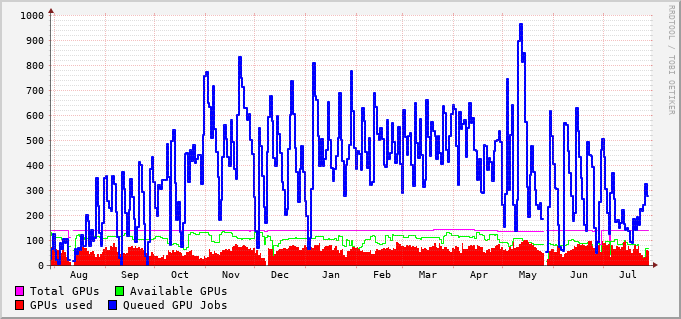 1000
900
800
700
600
500
400
300
200
100
0
Aug Sep Oct Nov Dec Jan Feb Mar Apr May Jun Jul
Total GPUs Available GPUs
GPUs used Queued GPU Jobs
RRDTOOL / TOBI OETIKER